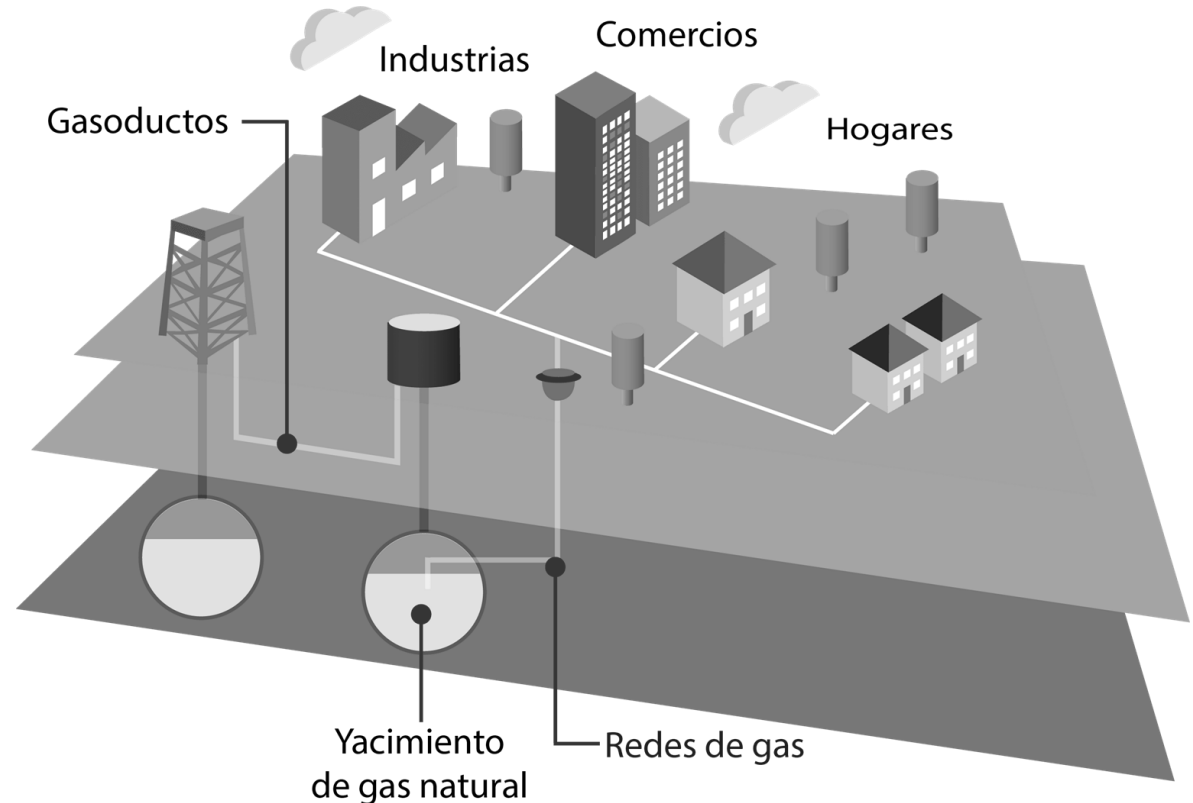 Comercios
Industrias
Gasoductos
Hogares
Yacimiento
de gas natural
Redes de gas